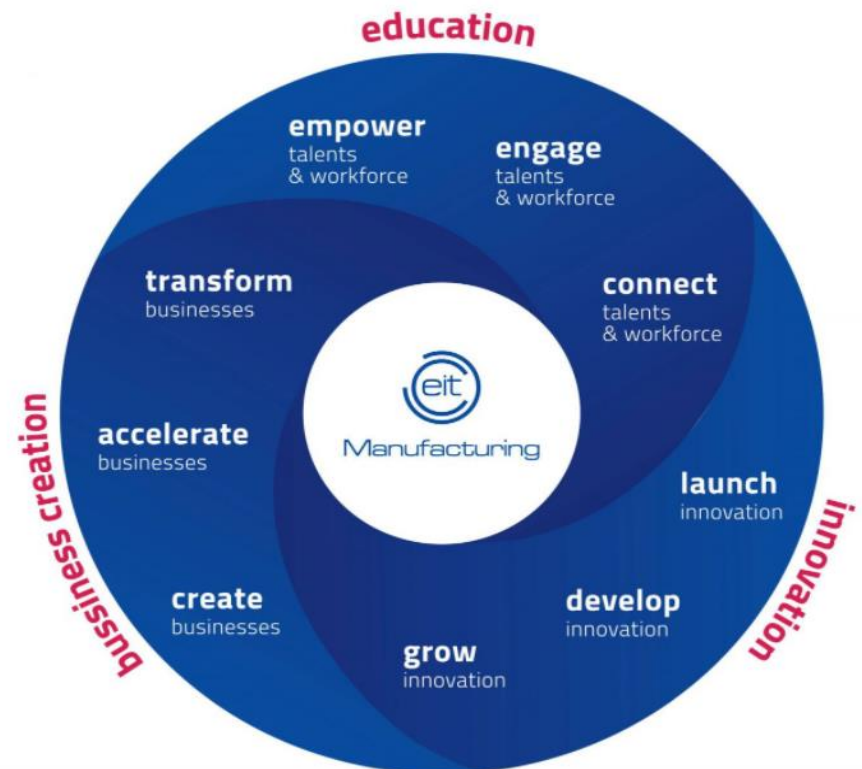 education
empower
talents
& workforce
engage
talents
& workforce
connect
talents
& workforce
launch
innovation
develop
innovation
grow
innovation
create
businesses
accelerate
businesses
transform
businesses
eit
Manufacturing
bussiness creation
innovation